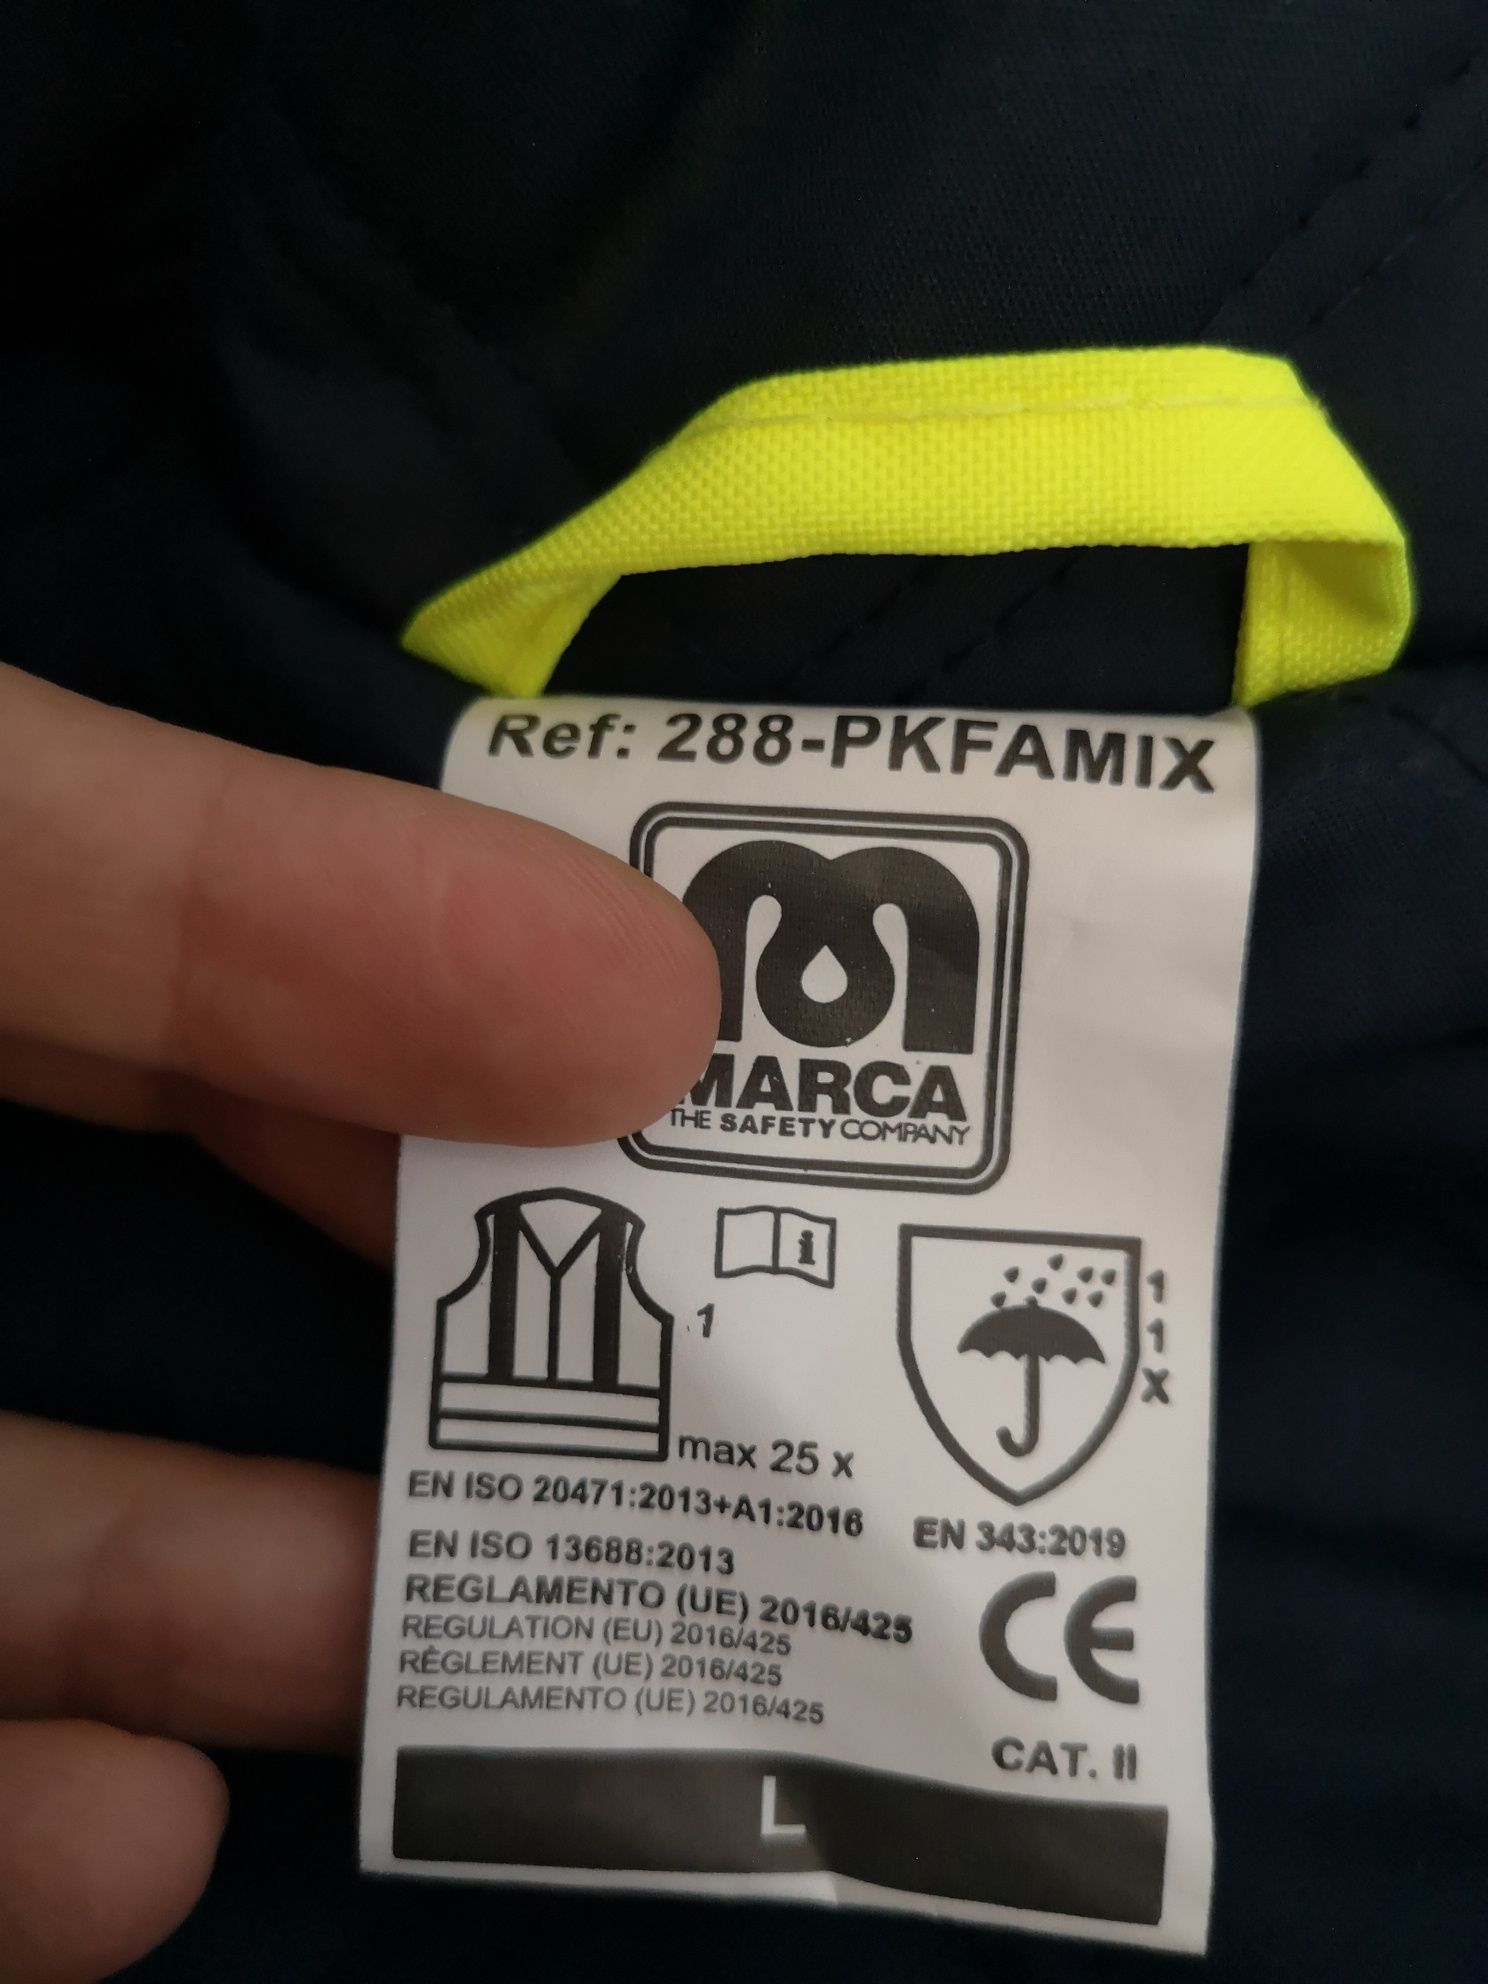 Ref: 288-PKFAMIX
MARCA
THE SAFETY COMPANY
i
1
1
1
X
max 25 x
EN ISO 20471:2013+A1:2016
EN 343:2019
EN ISO 13688:2013
REGLAMENTO (UE) 2016/425
REGULATION (EU) 2016/425
RÈGLEMENT (UE) 2016/425
REGULAMENTO (UE) 2016/425
CE
CAT. II
L